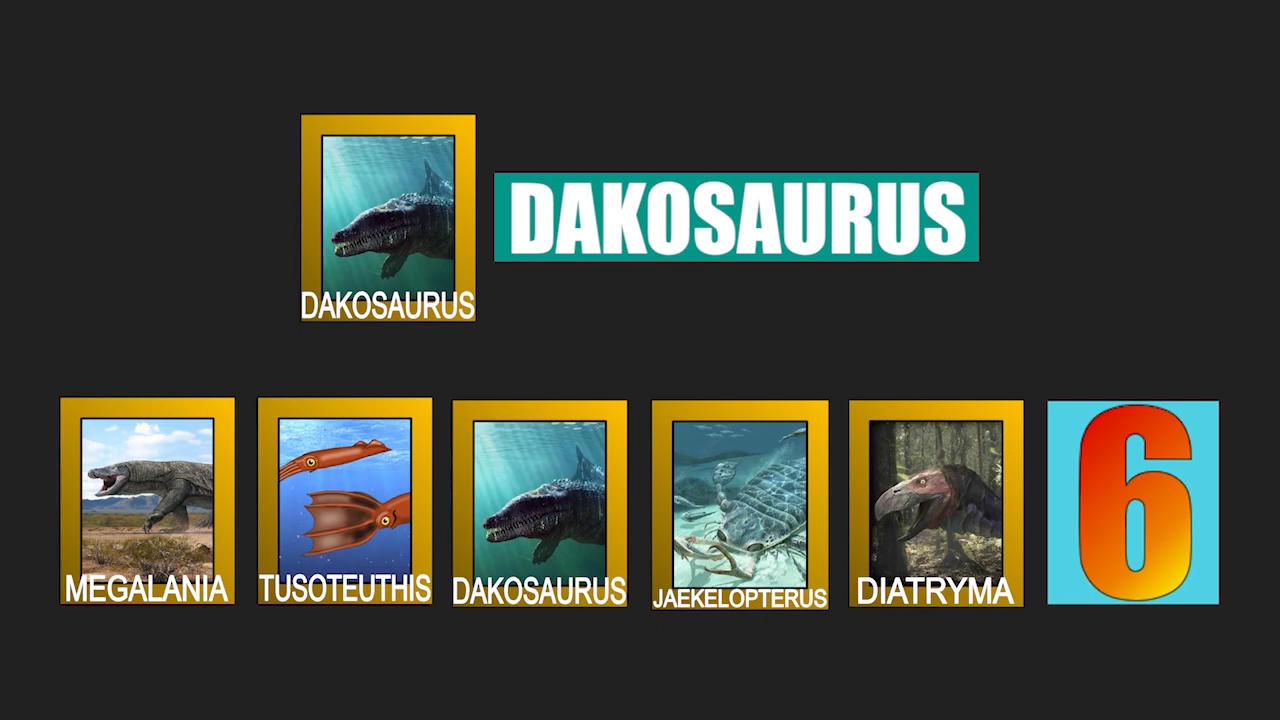 DAKOSAURUS
DAKOSAURUS
MEGALANIA
TUSOTEUTHIS
DAKOSAURUS
JAEKELOPTERUS
DIATRYMA
6